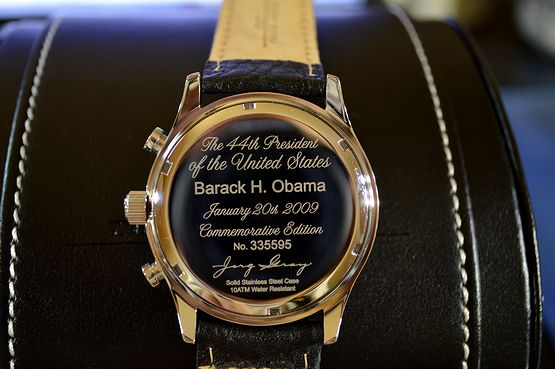 The 44th President
of the United States
Barack H. Obama
January 20th 2009
Commemorative Edition
No. 335595
Jorg Gray
Solid Stainless Steel Case
10ATM Water Resistant